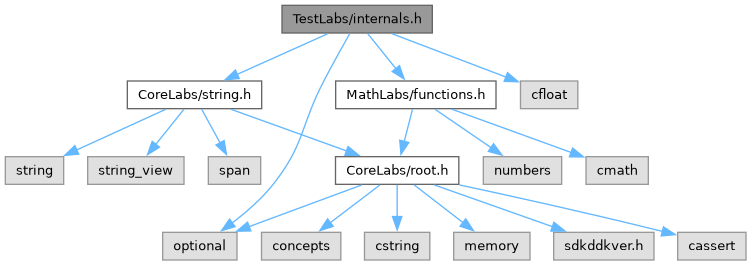 TestLabs/internals.h
CoreLabs/string.h
MathLabs/functions.h
cfloat
string
string_view
span
CoreLabs/root.h
numbers
cmath
optional
concepts
cstring
memory
sdkddkver.h
cassert